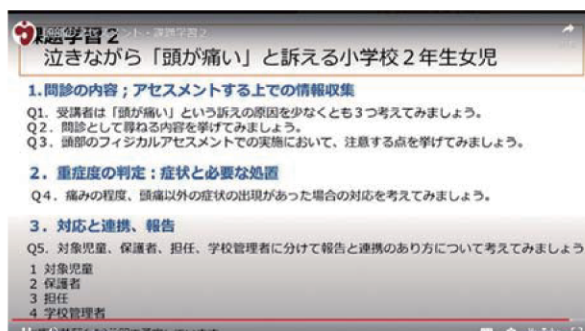 課題学習2
泣きながら「頭が痛い」と訴える小学校２年生女児
1.問診の内容；アセスメントする上での情報収集
Q1．受講者は「頭が痛い」という訴えの原因を少なくとも３つ考えてみましょう。
Q２．問診として尋ねる内容を挙げてみましょう。
Q３．頭部のフィジカルアセスメントでの実施において、注意する点を挙げてみましょう。
2．重症度の判定：症状と必要な処置
Q４．痛みの程度、頭痛以外の症状の出現があった場合の対応を考えてみましょう。
3．対応と連携、報告
Q5．対象児童、保護者、担任、学校管理者に分けて報告と連携のあり方について考えてみましょう
1 対象児童
2 保護者
3 担任
4 学校管理者